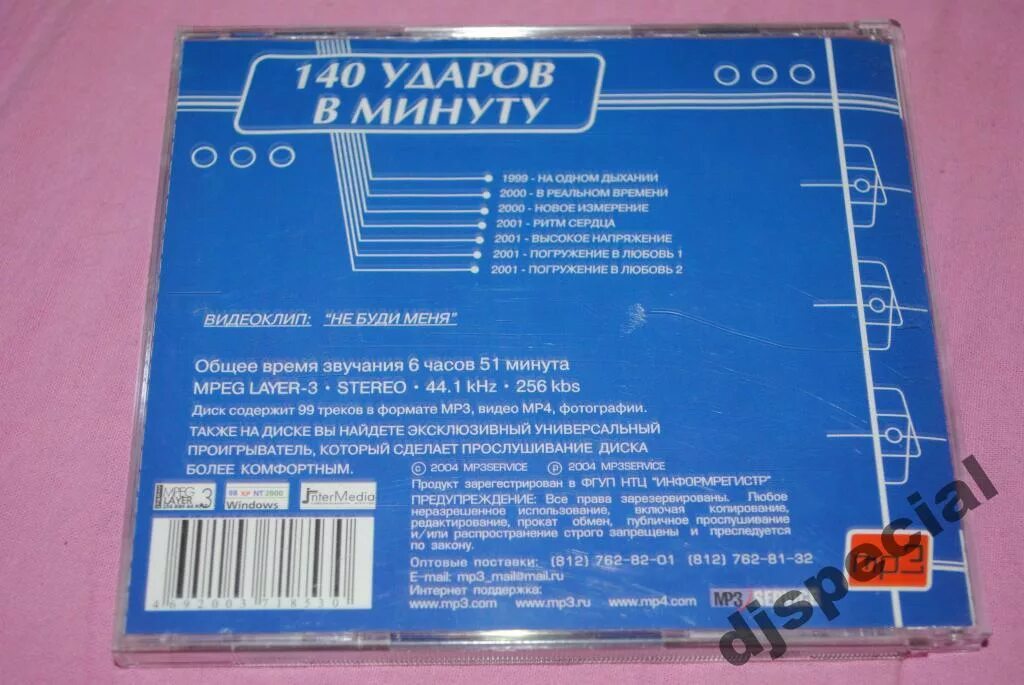 140 УДАРОВ
В МИНУТУ
1999 - НА ОДНОМ ДЫХАНИИ
2000 - В РЕАЛЬНОМ ВРЕМЕНИ
2000 - НОВОЕ ИЗМЕРЕНИЕ
2001 - РИТМ СЕРДЦА
2001 - ВЫСОКОЕ НАПРЯЖЕНИЕ
2001 - ПОГРУЖЕНИЕ В ЛЮБОВЬ 1
2001 - ПОГРУЖЕНИЕ В ЛЮБОВЬ 2
ВИДЕОКЛИП: "НЕ БУДИ МЕНЯ"
Общее время звучания 6 часов 51 минута
MPEG LAYER-3 · STEREO · 44.1 kHz · 256 kbs
Диск содержит 99 треков в формате MP3, видео MP4, фотографии.
ТАКЖЕ НА ДИСКЕ ВЫ НАЙДЕТЕ ЭКСКЛЮЗИВНЫЙ УНИВЕРСАЛЬНЫЙ
ПРОИГРЫВАТЕЛЬ, КОТОРЫЙ СДЕЛАЕТ ПРОСЛУШИВАНИЕ ДИСКА
БОЛЕЕ КОМФОРТНЫМ.
© 2004 MP3SERVICE ℗ 2004 MP3SERVICE
Продукт зарегестрирован в ФГУП НТЦ "ИНФОРМРЕГИСТР"
ПРЕДУПРЕЖДЕНИЕ: Все права зарезервированы. Любое
неразрешенное использование, включая копирование,
редактирование, прокат обмен, публичное прослушивание
и/или распространение строго запрещены и преследуется
по закону.
Оптовые поставки: (812) 762-82-01 (812) 762-81-32
E-mail: mp3_mail@mail.ru
Интернет поддержка:
www.mp3.com www.mp3.ru www.mp4.com
MP3 SERVICE
MPEG
LAYER 3
98 XP NT 2000
Windows
InterMedia
4 692003 718530
djspecial